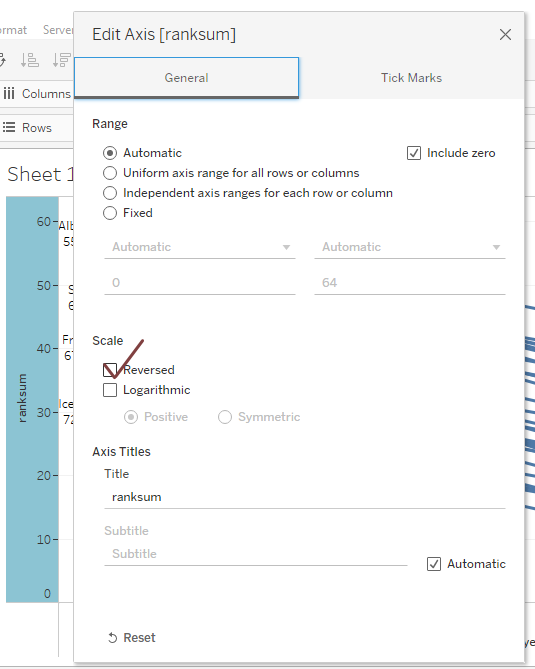 ormat Server
Edit Axis [ranksum]
General Tick Marks
Columns
Rows
Sheet 1
Range
Automatic Include zero
Uniform axis range for all rows or columns
Independent axis ranges for each row or column
Fixed
Automatic Automatic
0 64
Scale
Reversed
Logarithmic
Positive Symmetric
Axis Titles
Title
ranksum
Subtitle
Subtitle
Automatic
Reset
ranksum
60
50
40
30
20
10
0
Alb
55
S
6
Fr
67
Ice
72
ye